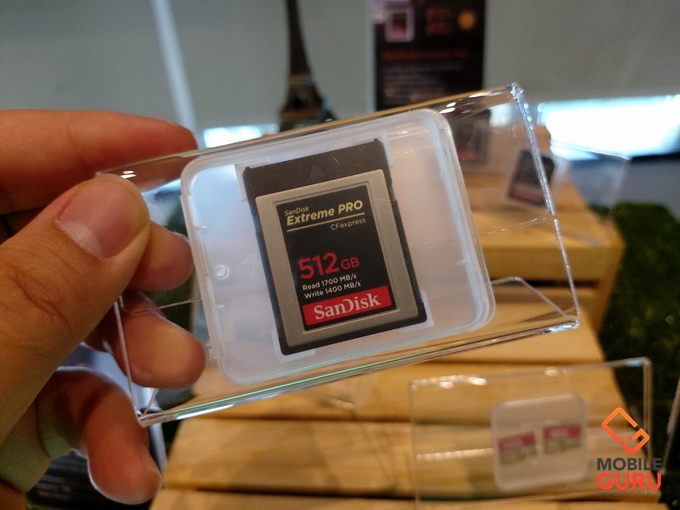 SanDisk
Extreme PRO
CFexpress
512GB
Read 1700 MB/s
Write 1400 MB/s
SanDisk
MOBILE
GURU